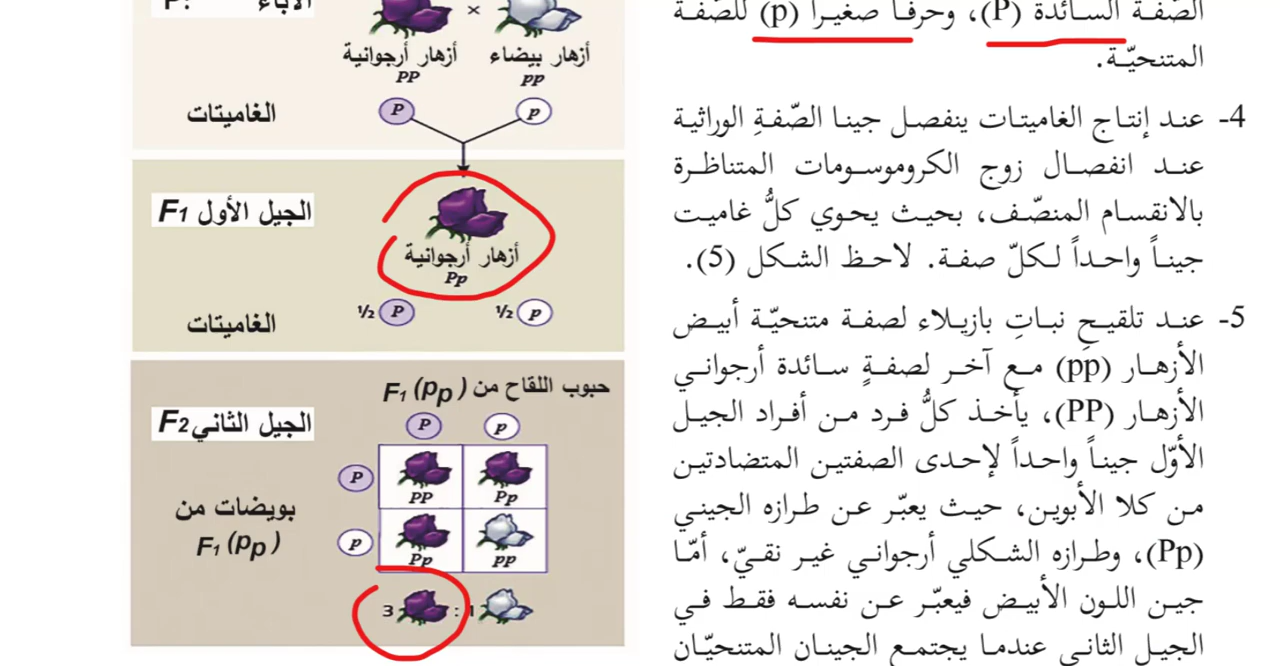 الصّفة السائدة (P)، وحرفاً صغيراً (p) للصّفة
المتنحيّة.
4- عند إنتاج الغاميتات ينفصل جينا الصّفةِ الوراثية
عند انفصال زوج الكروموسومات المتناظرة
بالانقسام المنصّف، بحيث يحوي كلُّ غاميت
جيناً واحداً لكلّ صفة. لاحظ الشكل (5).
5- عند تلقيحِ نباتِ بازيلاء لصفة متنحيّة أبيض
الأزهار (pp) مع آخر لصفةٍ سائدة أرجواني
الأزهار (PP)، يأخذ كلُّ فرد من أفراد الجيل
الأوّل جيناً واحداً لإحدى الصفتين المتضادتين
من كلا الأبوين، حيث يعبّر عن طرازه الجيني
(Pp)، وطرازه الشكلي أرجواني غير نقيّ، أمّا
جين اللون الأبيض فيعبّر عن نفسه فقط في
الجيل الثاني عندما يجتمع الجينان المتنحيّان
الآباء P:
×
أزهار أرجوانية أزهار بيضاء
PP pp
الغاميتات P p
الجيل الأول F1
أزهار أرجوانية
Pp
الغاميتات ½ P ½ p
حبوب اللقاح من F1 (pp)
الجيل الثاني F2
P p
P
PP Pp
بويضات من
F1 (pp)
p
Pp pp
3 : 1